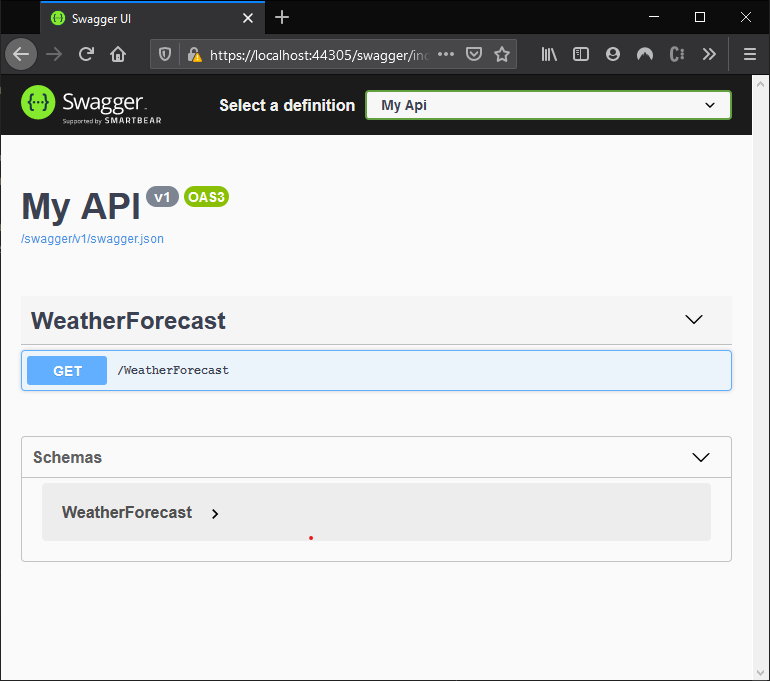 Swagger UI
https://localhost:44305/swagger/in
Swagger
Supported by SMARTBEAR
Select a definition
My Api
My API v1 OAS3
/swagger/v1/swagger.json
WeatherForecast
GET /WeatherForecast
Schemas
WeatherForecast